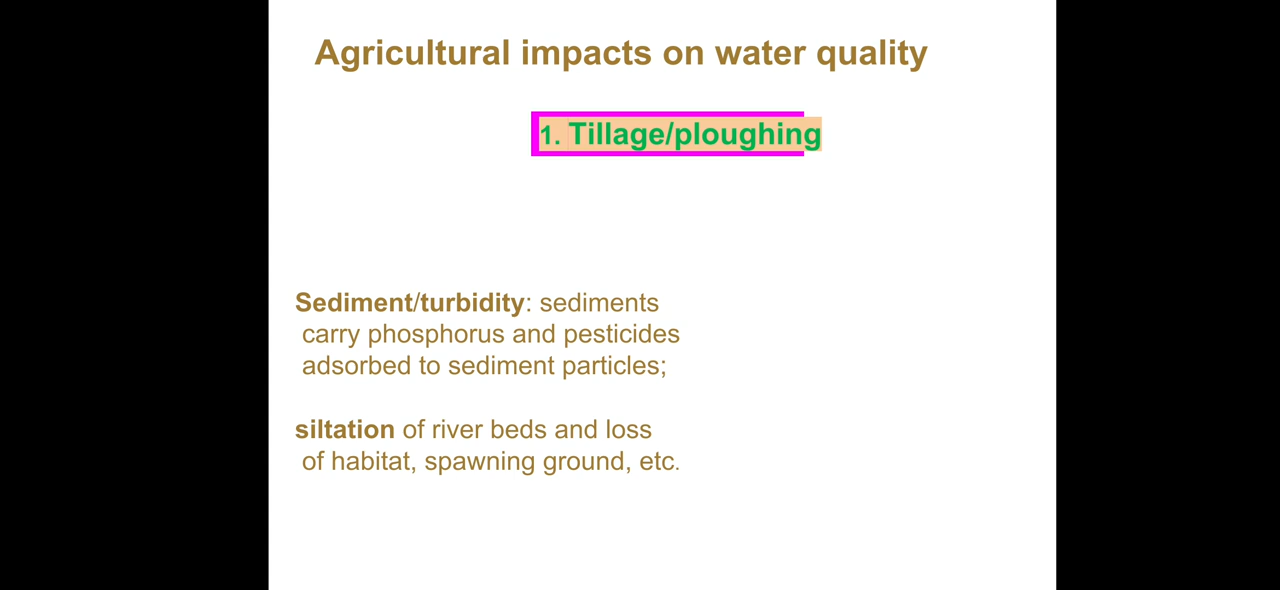 Agricultural impacts on water quality
1. Tillage/ploughing
Sediment/turbidity: sediments
carry phosphorus and pesticides
adsorbed to sediment particles;
siltation of river beds and loss
of habitat, spawning ground, etc.